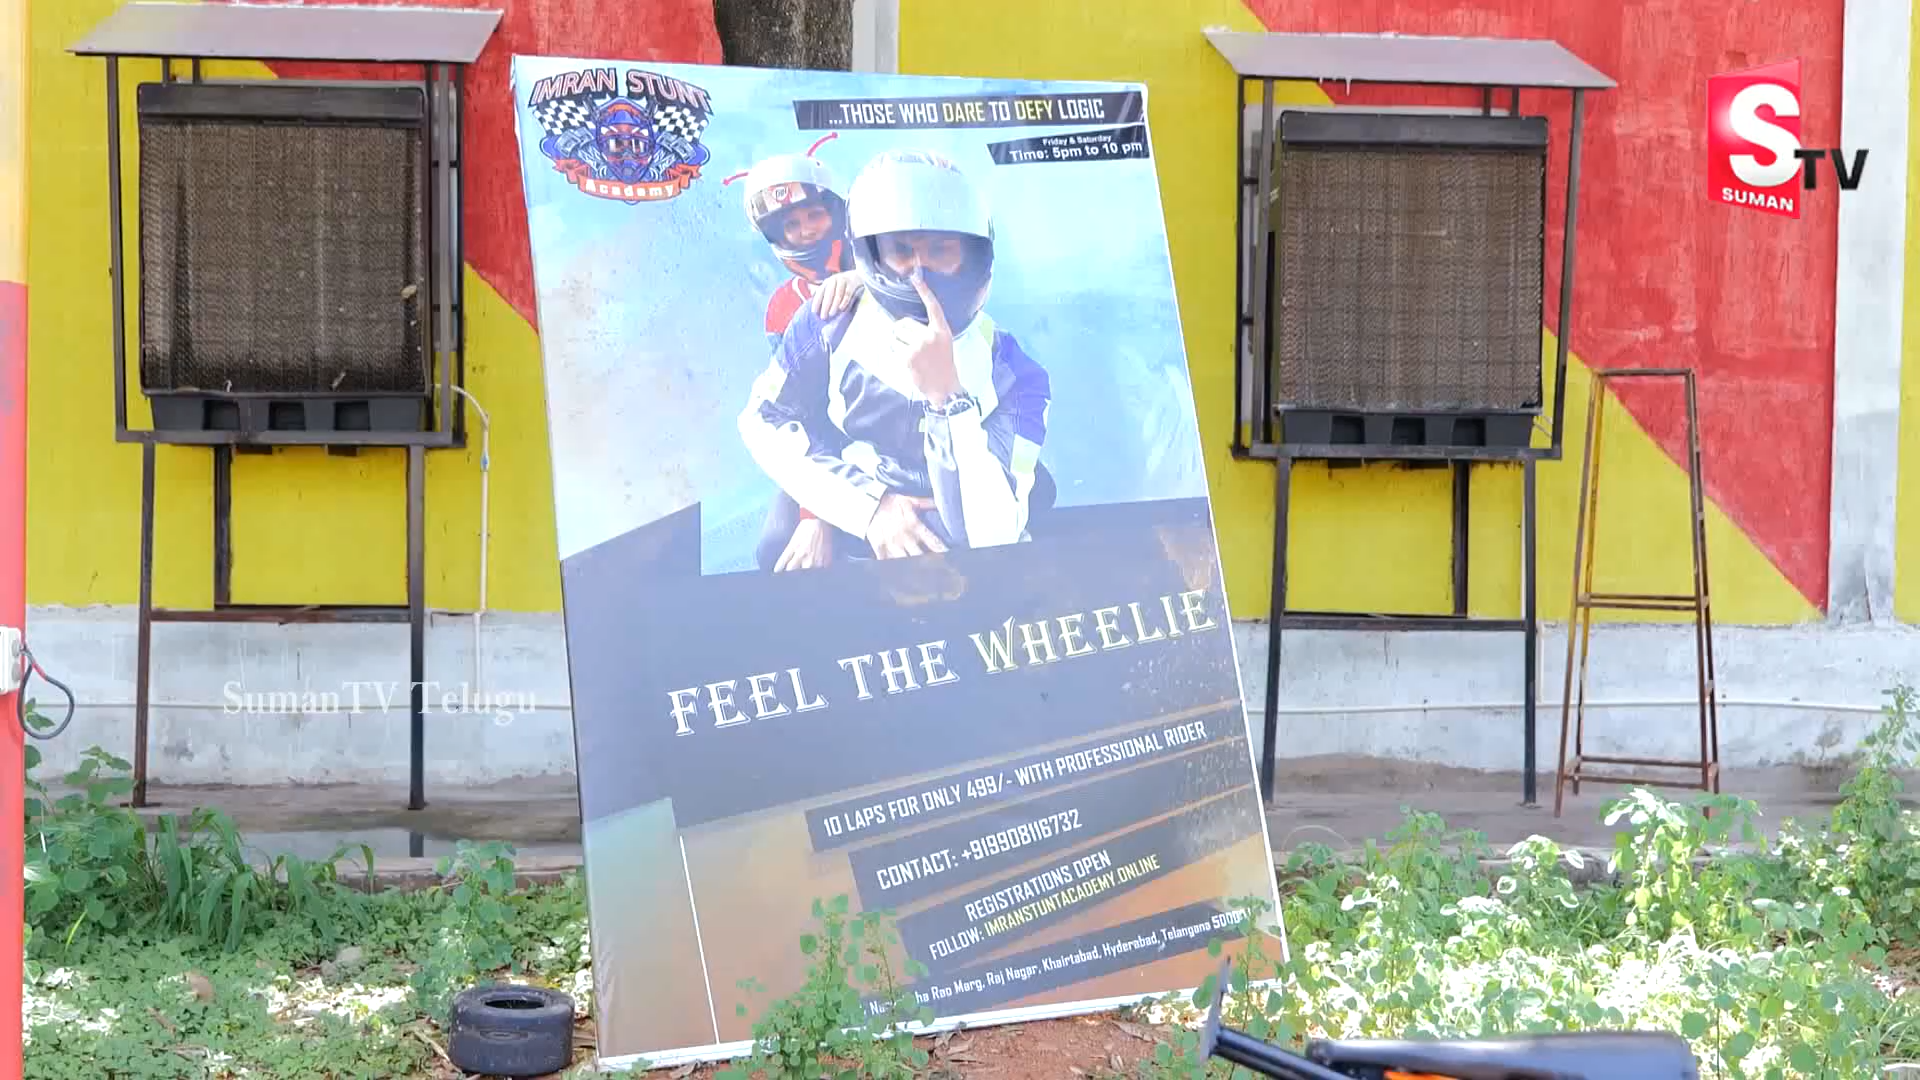 IMRAN STUNT
Academy
...THOSE WHO DARE TO DEFY LOGIC
Friday & Saturday
Time: 5pm to 10 pm
S TV
SUMAN
FEEL THE WHEELIE
SumanTV Telugu
10 LAPS FOR ONLY 499/- WITH PROFESSIONAL RIDER
CONTACT: +919908116732
REGISTRATIONS OPEN
FOLLOW: IMRANSTUNTACADEMY.ONLINE
Rao Marg, Raj Nagar, Khairtabad, Hyderabad, Telangana